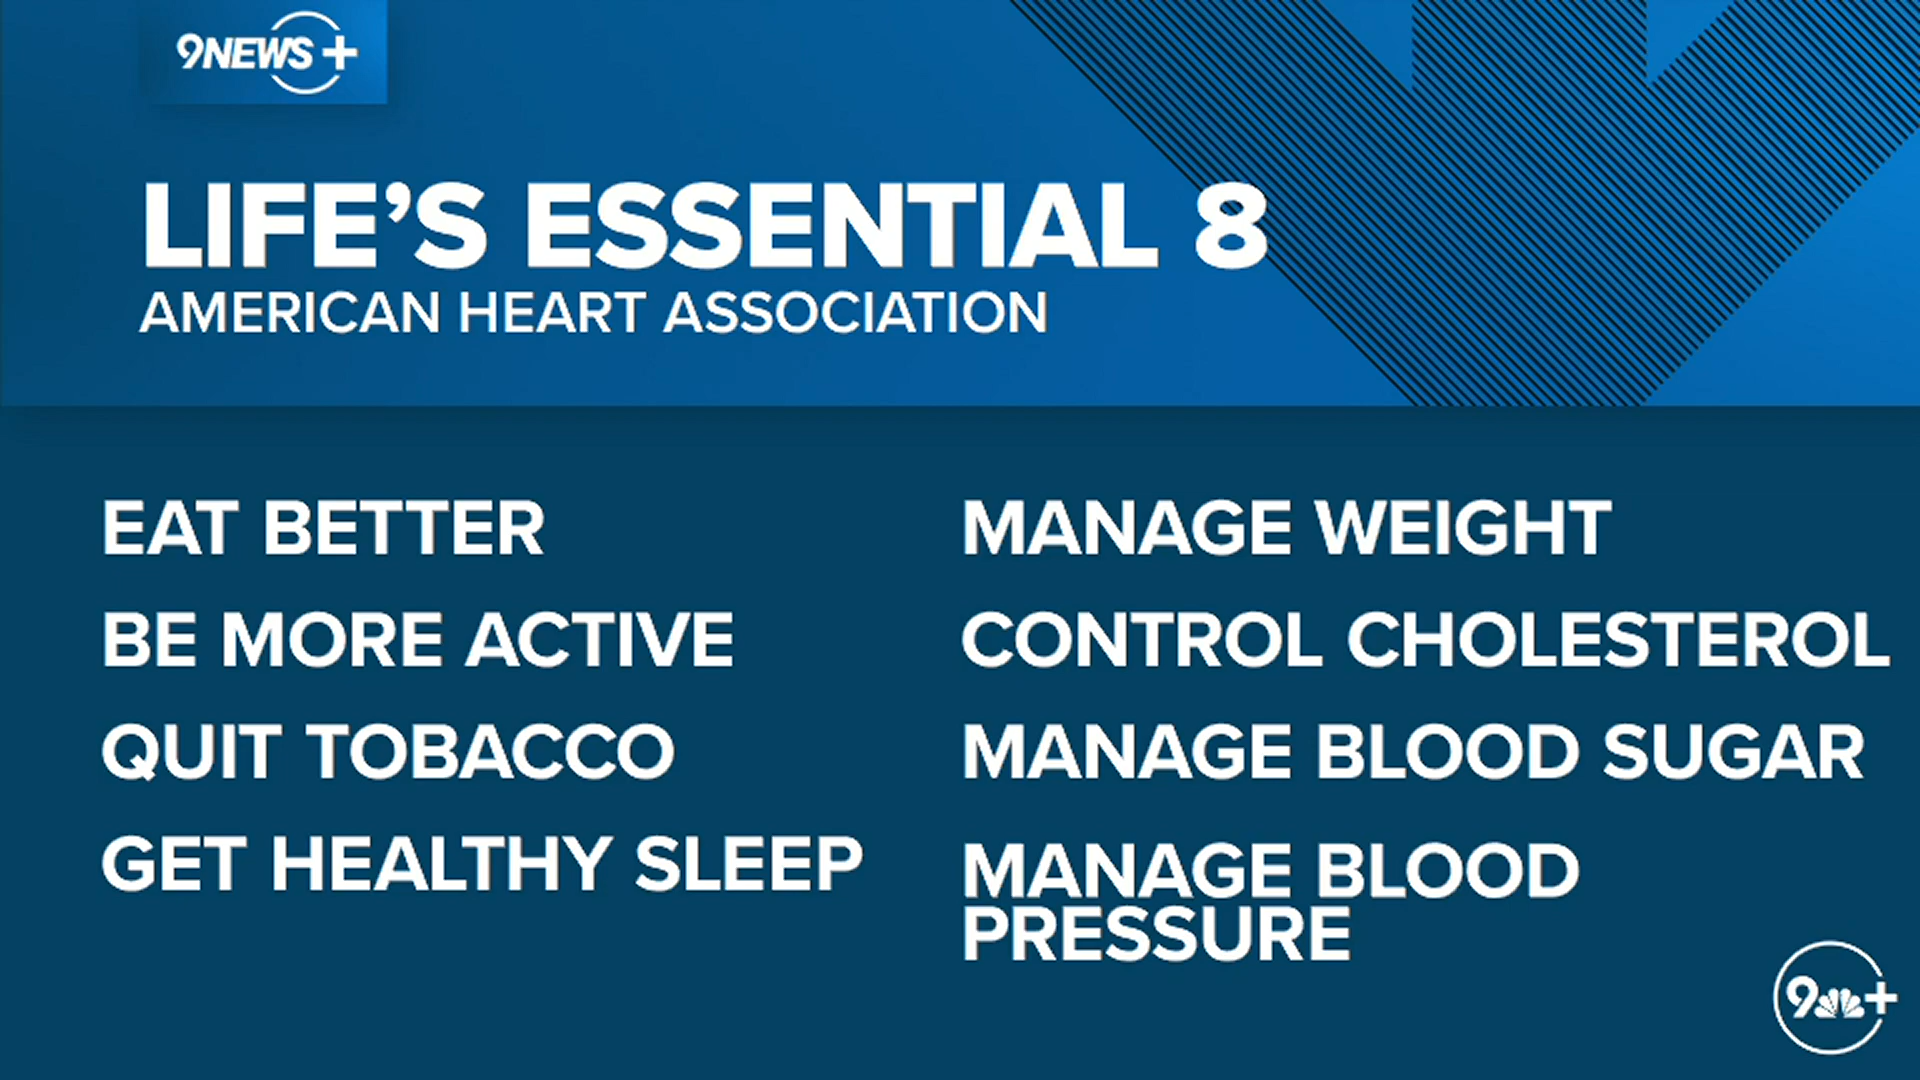 9NEWS+
LIFE’S ESSENTIAL 8
AMERICAN HEART ASSOCIATION
EAT BETTER
BE MORE ACTIVE
QUIT TOBACCO
GET HEALTHY SLEEP
MANAGE WEIGHT
CONTROL CHOLESTEROL
MANAGE BLOOD SUGAR
MANAGE BLOOD
PRESSURE
9+